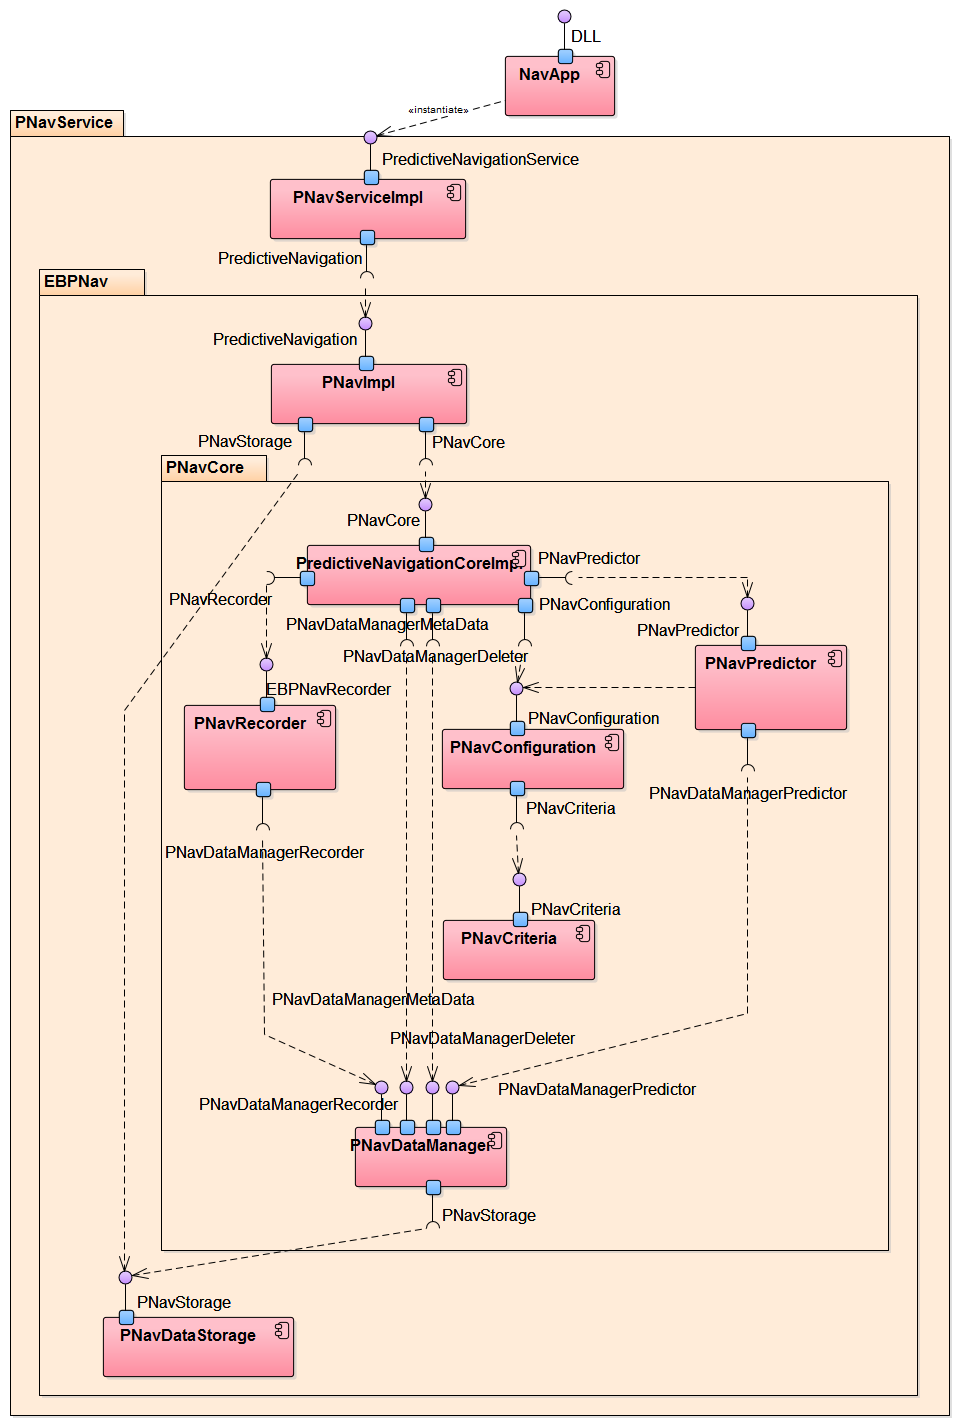 DLL
NavApp
«instantiate»
PNavService
PredictiveNavigationService
PNavServiceImpl
PredictiveNavigation
EBPNav
PredictiveNavigation
PNavImpl
PNavStorage
PNavCore
PNavCore
PNavCore
PredictiveNavigationCoreImpl
PNavPredictor
PNavRecorder
PNavConfiguration
PNavDataManagerMetaData
PNavPredictor
PNavDataManagerDeleter
PNavPredictor
EBPNavRecorder
PNavConfiguration
PNavRecorder
PNavConfiguration
PNavDataManagerPredictor
PNavCriteria
PNavDataManagerRecorder
PNavCriteria
PNavCriteria
PNavDataManagerMetaData
PNavDataManagerDeleter
PNavDataManagerPredictor
PNavDataManagerRecorder
PNavDataManager
PNavStorage
PNavStorage
PNavDataStorage